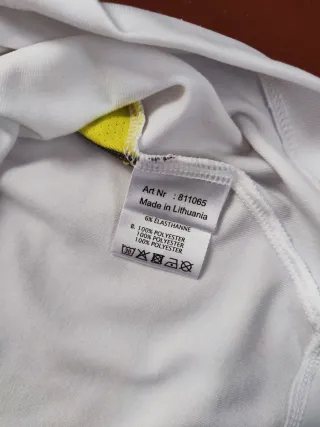 Art Nr : 811065
Made in Lithuania
6% ELASTHANNE
B. 100% POLYESTER
100% POLYESTER
100% POLYESTER